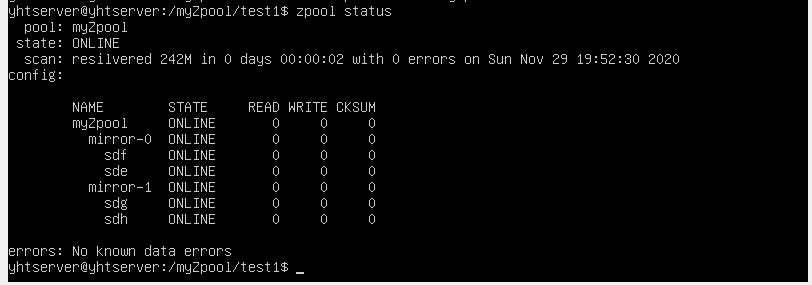 yhtserver@yhtserver:/myZpool/test1$ zpool status
pool: myZpool
state: ONLINE
scan: resilvered 242M in 0 days 00:00:02 with 0 errors on Sun Nov 29 19:52:30 2020
config:
NAME STATE READ WRITE CKSUM
myZpool ONLINE 0 0 0
mirror-0 ONLINE 0 0 0
sdf ONLINE 0 0 0
sde ONLINE 0 0 0
mirror-1 ONLINE 0 0 0
sdg ONLINE 0 0 0
sdh ONLINE 0 0 0
errors: No known data errors
yhtserver@yhtserver:/myZpool/test1$ _